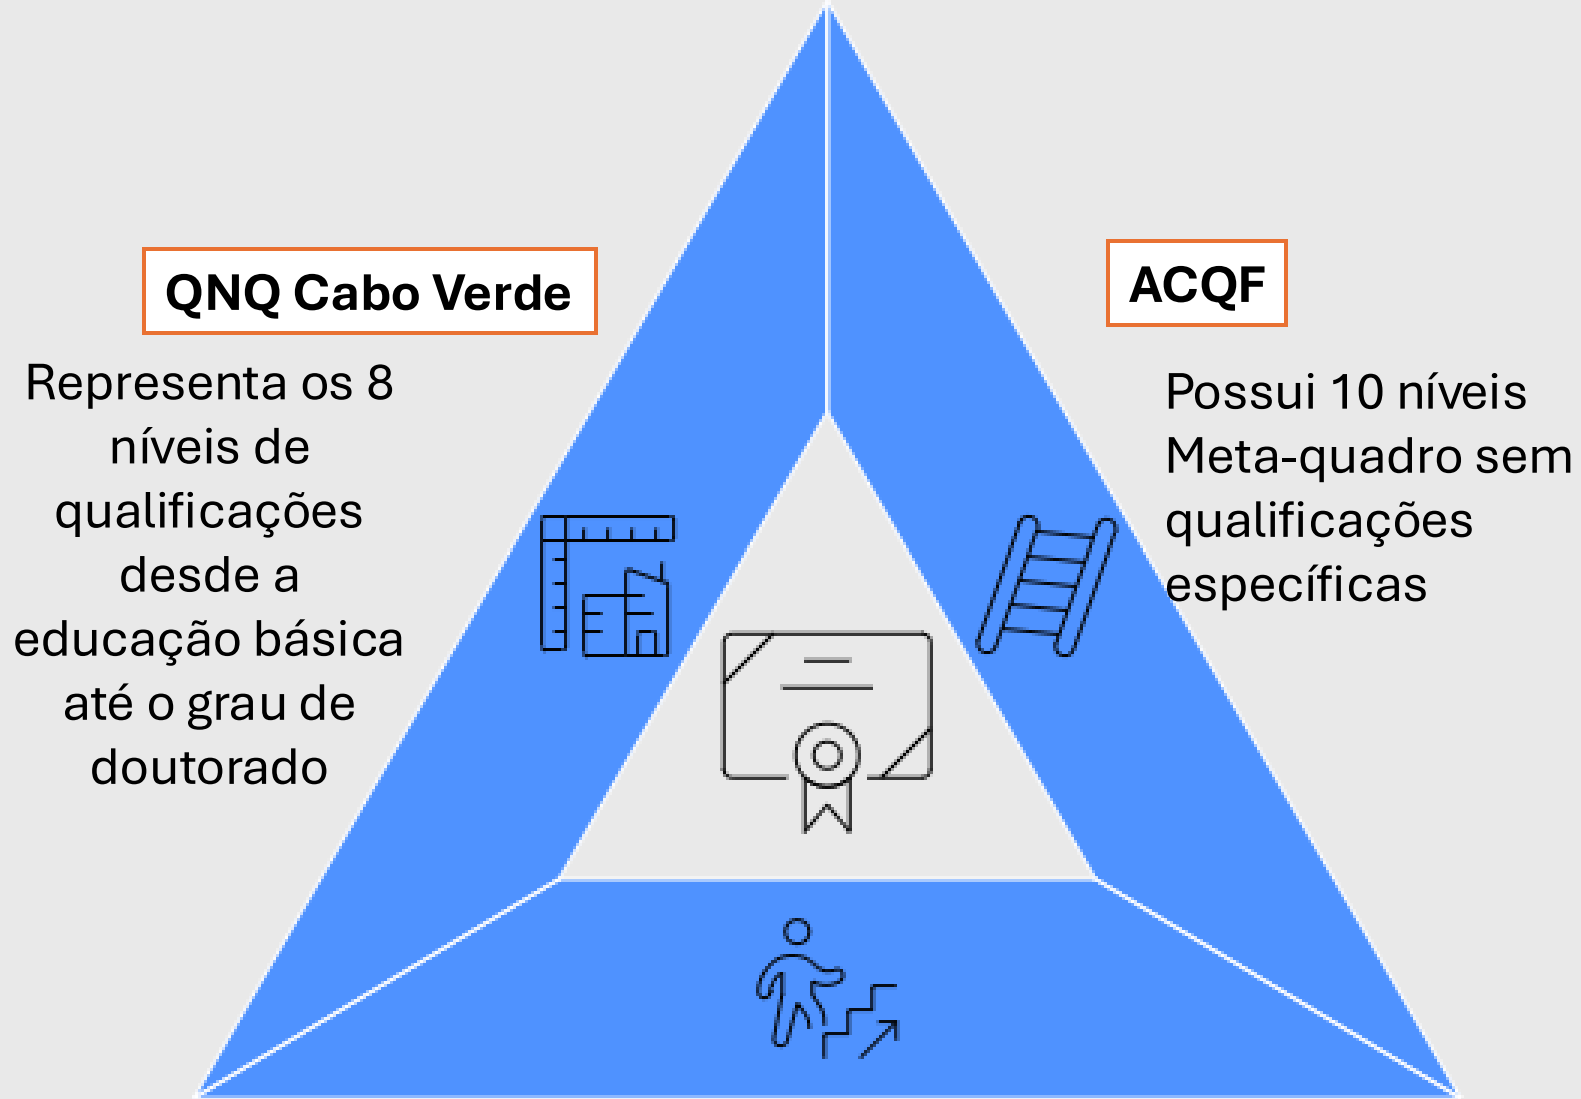 QNQ Cabo Verde
Representa os 8
níveis de
qualificações
desde a
educação básica
até o grau de
doutorado
ACQF
Possui 10 níveis
Meta-quadro sem
qualificações
específicas